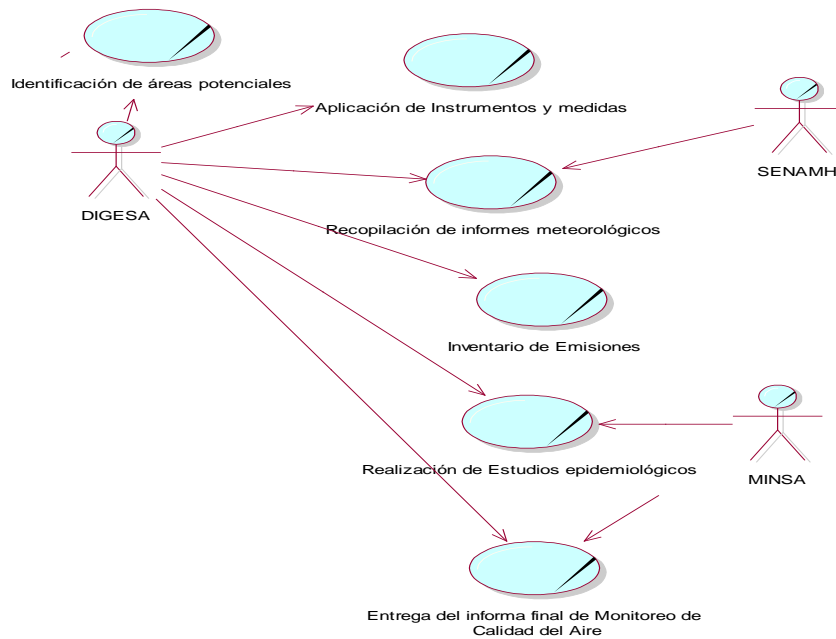 Identificación de áreas potenciales
Aplicación de Instrumentos y medidas
SENAMH
DIGESA
Recopilación de informes meteorológicos
Inventario de Emisiones
Realización de Estudios epidemiológicos
MINSA
Entrega del informa final de Monitoreo de
Calidad del Aire